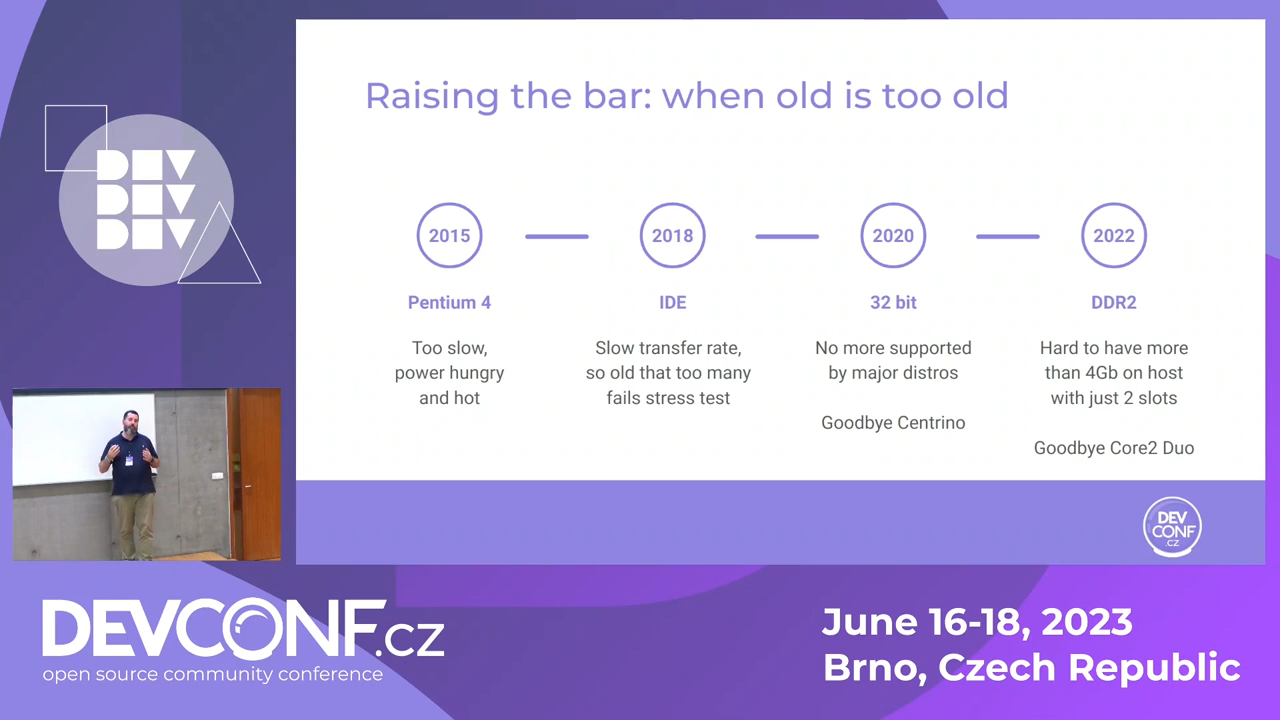 Raising the bar: when old is too old
2015
2018
2020
2022
Pentium 4
IDE
32 bit
DDR2
Too slow,
power hungry
and hot
Slow transfer rate,
so old that too many
fails stress test
No more supported
by major distros
Goodbye Centrino
Hard to have more
than 4Gb on host
with just 2 slots
Goodbye Core2 Duo
DEV
DEV
DEV
DEV
CONF
.CZ
DEVCONF.cz
open source community conference
June 16-18, 2023
Brno, Czech Republic